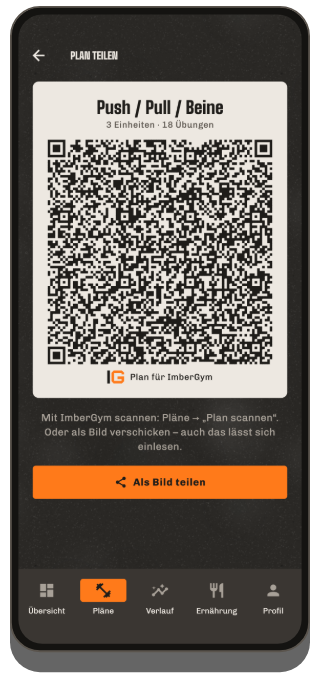 PLAN TEILEN
Push / Pull / Beine
3 Einheiten · 18 Übungen
IG Plan für ImberGym
Mit ImberGym scannen: Pläne → „Plan scannen“.
Oder als Bild verschicken – auch das lässt sich
einlesen.
Als Bild teilen
Übersicht Pläne Verlauf Ernährung Profil